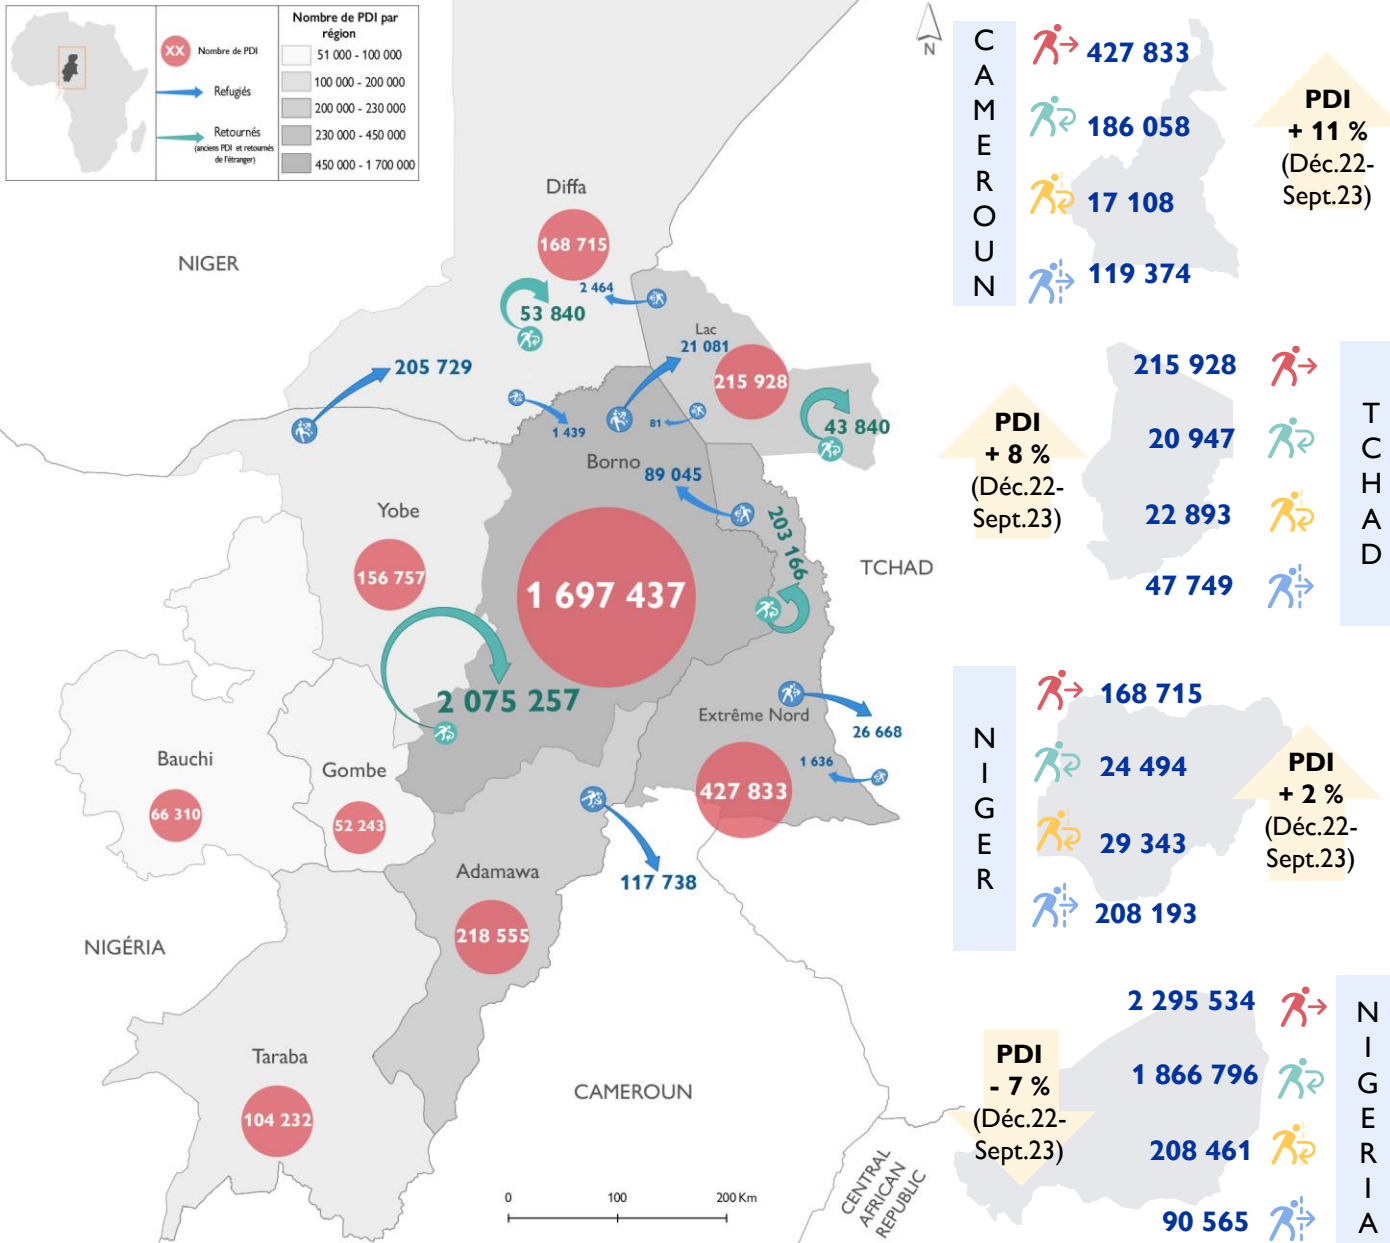 Nombre de PDI par
région
XX
Nombre de PDI
Refugiés
Retournés
(anciens PDI et retournés
de l'étranger)
51 000 - 100 000
100 000 - 200 000
200 000 - 230 000
230 000 - 450 000
450 000 - 1 700 000
N
Diffa
168 715
NIGER
2 464
53 840
Lac
21 081
215 928
205 729
1 439
81
43 840
Borno
89 045
Yobe
203 166
TCHAD
156 757
1 697 437
2 075 257
Extrême Nord
26 668
Bauchi
Gombe
1 636
427 833
66 310
52 243
Adamawa
117 738
218 555
NIGÉRIA
Taraba
CAMEROUN
104 232
CENTRAL
AFRICAN
REPUBLIC
0 100 200 Km
CAMEROUN
427 833
186 058
17 108
119 374
PDI
+ 11 %
(Déc.22-
Sept.23)
TCHAD
215 928
20 947
22 893
47 749
PDI
+ 8 %
(Déc.22-
Sept.23)
NIGER
168 715
24 494
29 343
208 193
PDI
+ 2 %
(Déc.22-
Sept.23)
NIGERIA
2 295 534
1 866 796
208 461
90 565
PDI
- 7 %
(Déc.22-
Sept.23)